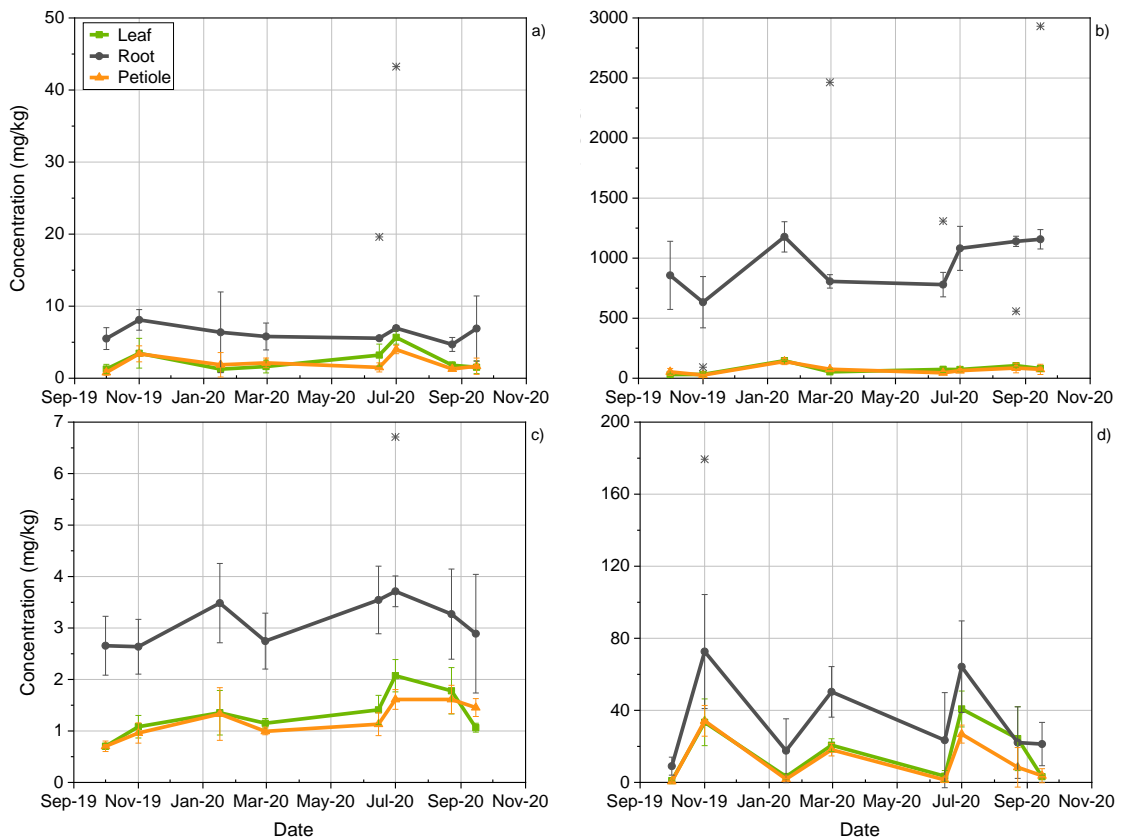 50
40
30
20
10
0
Concentration (mg/kg)
Leaf
Root
Petiole
a)
Sep-19 Nov-19 Jan-20 Mar-20 May-20 Jul-20 Sep-20 Nov-20
3000
2500
2000
1500
1000
500
0
b)
Sep-19 Nov-19 Jan-20 Mar-20 May-20 Jul-20 Sep-20 Nov-20
7
6
5
4
3
2
1
0
Concentration (mg/kg)
c)
Sep-19 Nov-19 Jan-20 Mar-20 May-20 Jul-20 Sep-20 Nov-20
Date
200
160
120
80
40
0
d)
Sep-19 Nov-19 Jan-20 Mar-20 May-20 Jul-20 Sep-20 Nov-20
Date